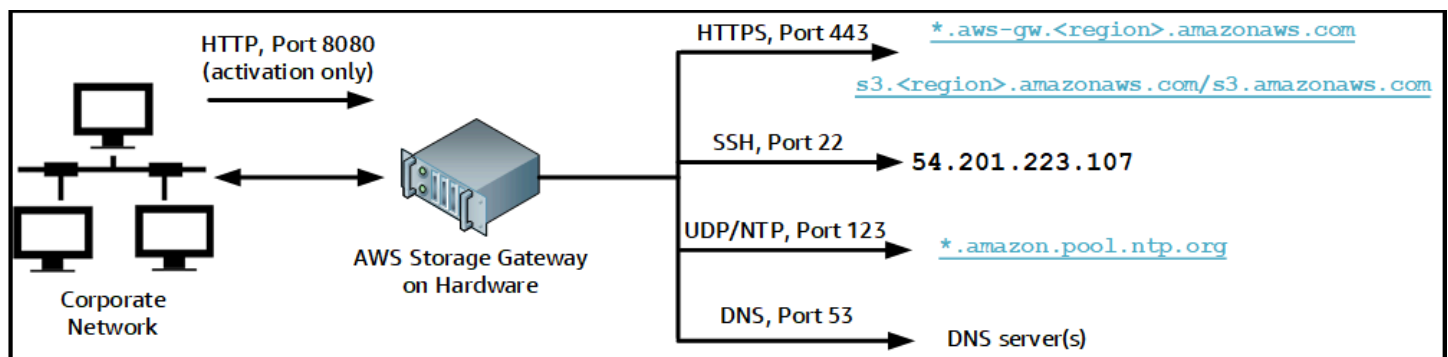 HTTP, Port 8080
(activation only)
Corporate
Network
AWS Storage Gateway
on Hardware
HTTPS, Port 443
*.aws-gw.<region>.amazonaws.com
s3.<region>.amazonaws.com/s3.amazonaws.com
SSH, Port 22
54.201.223.107
UDP/NTP, Port 123
*.amazon.pool.ntp.org
DNS, Port 53
DNS server(s)